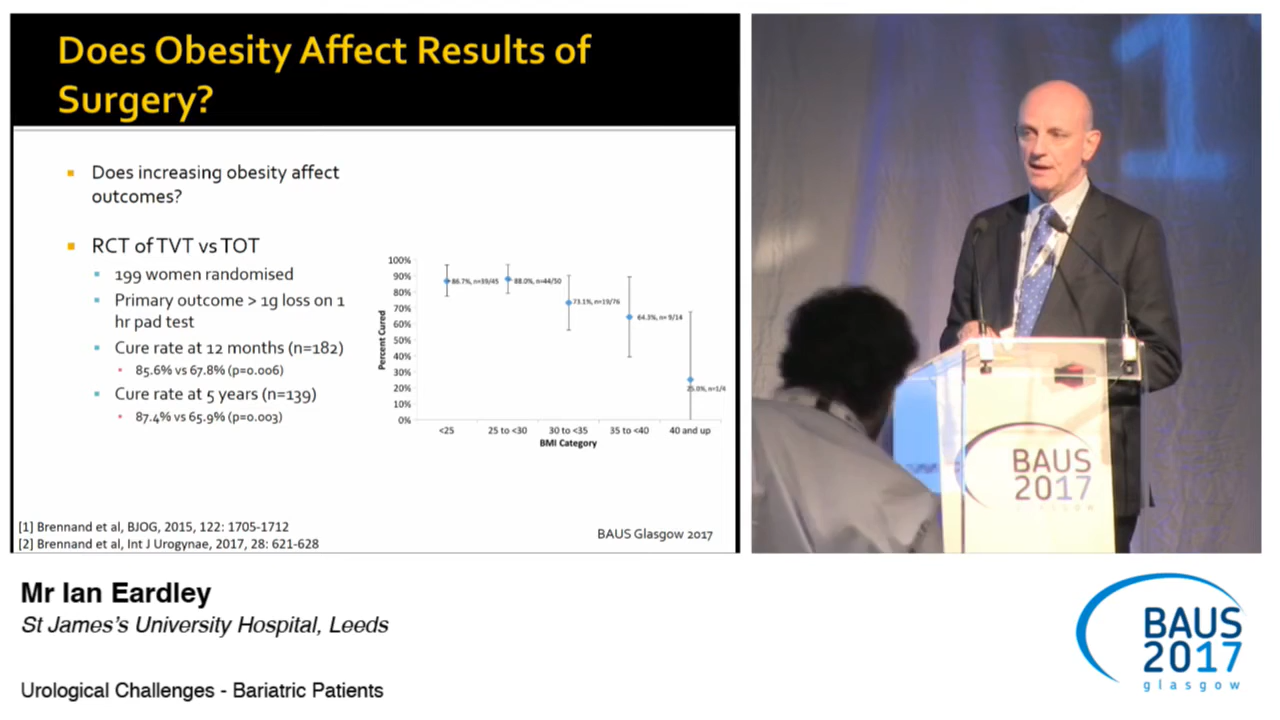 Does Obesity Affect Results of
Surgery?
Does increasing obesity affect
outcomes?
RCT of TVT vs TOT
199 women randomised
Primary outcome > 1g loss on 1
hr pad test
Cure rate at 12 months (n=182)
85.6% vs 67.8% (p=0.006)
Cure rate at 5 years (n=139)
87.4% vs 65.9% (p=0.003)
Percent Cured
100%
90%
80%
70%
60%
50%
40%
30%
20%
10%
0%
86.7%, n=39/45
88.0%, n=44/50
73.1%, n=19/26
64.3%, n= 9/14
25.0%, n=1/4
<25
25 to <30
30 to <35
35 to <40
40 and up
BMI Category
[1] Brennand et al, BJOG, 2015, 122: 1705-1712
[2] Brennand et al, Int J Urogynae, 2017, 28: 621-628
BAUS Glasgow 2017
1
BAUS
2017
Mr Ian Eardley
St James's University Hospital, Leeds
Urological Challenges - Bariatric Patients
BAUS
2017
glasgow